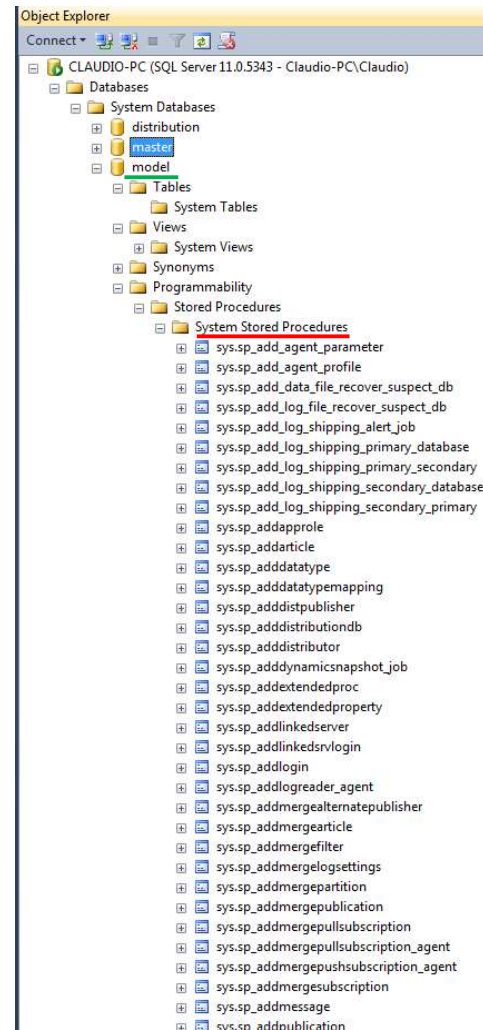 Object Explorer
Connect
CLAUDIO-PC (SQL Server 11.0.5343 - Claudio-PC\Claudio)
Databases
System Databases
distribution
master
model
Tables
System Tables
Views
System Views
Synonyms
Programmability
Stored Procedures
System Stored Procedures
sys.sp_add_agent_parameter
sys.sp_add_agent_profile
sys.sp_add_data_file_recover_suspect_db
sys.sp_add_log_file_recover_suspect_db
sys.sp_add_log_shipping_alert_job
sys.sp_add_log_shipping_primary_database
sys.sp_add_log_shipping_primary_secondary
sys.sp_add_log_shipping_secondary_database
sys.sp_add_log_shipping_secondary_primary
sys.sp_addapprole
sys.sp_addarticle
sys.sp_adddatatype
sys.sp_adddatatypemapping
sys.sp_adddistpublisher
sys.sp_adddistributiondb
sys.sp_adddistributor
sys.sp_adddynamicsnapshot_job
sys.sp_addextendedproc
sys.sp_addextendedproperty
sys.sp_addlinkedserver
sys.sp_addlinkedsrvlogin
sys.sp_addlogin
sys.sp_addlogreader_agent
sys.sp_addmergealternatepublisher
sys.sp_addmergearticle
sys.sp_addmergefilter
sys.sp_addmergelogsettings
sys.sp_addmergepartition
sys.sp_addmergepublication
sys.sp_addmergepullsubscription
sys.sp_addmergepullsubscription_agent
sys.sp_addmergepushsubscription_agent
sys.sp_addmergesubscription
sys.sp_addmessage
sys.sp_addpublication